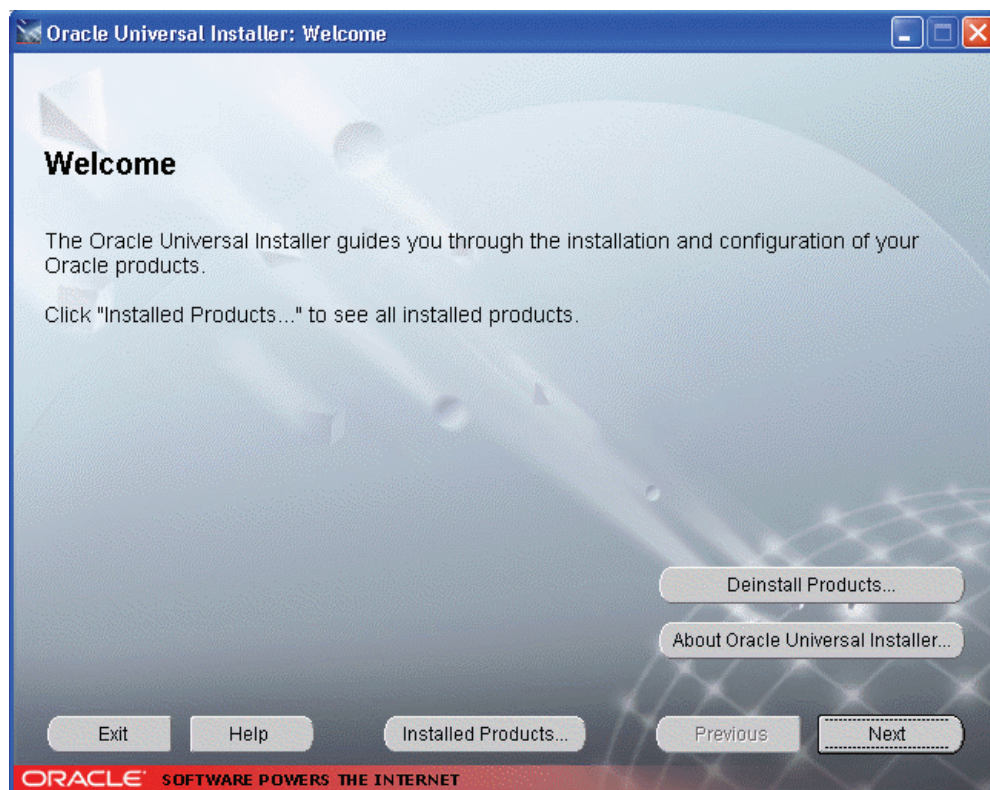 Oracle Universal Installer: Welcome
Welcome
The Oracle Universal Installer guides you through the installation and configuration of your
Oracle products.
Click "Installed Products..." to see all installed products.
Deinstall Products...
About Oracle Universal Installer...
Exit Help Installed Products... Previous Next
ORACLE SOFTWARE POWERS THE INTERNET